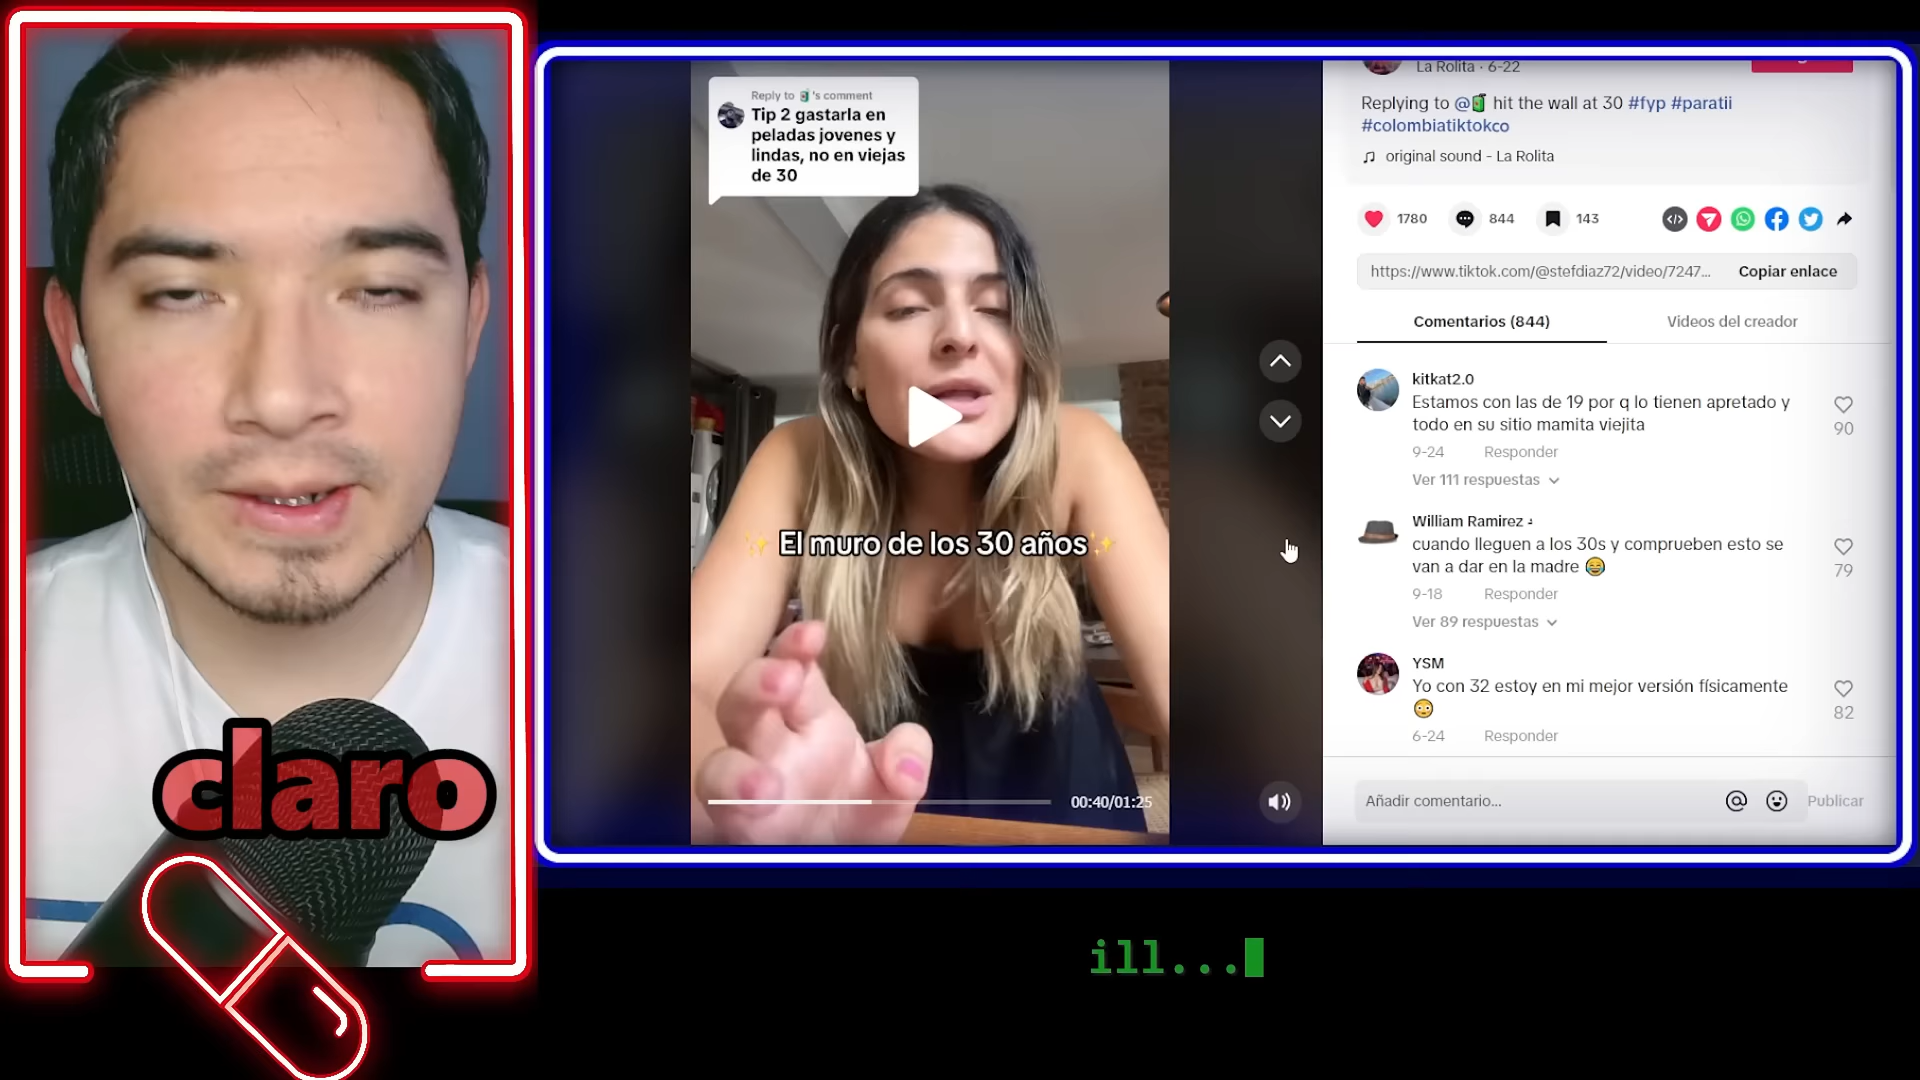 claro
Reply to 's comment
Tip 2 gastarla en
peladas jovenes y
lindas, no en viejas
de 30
✨ El muro de los 30 años ✨
00:40/01:25
La Rolita · 6-22
Replying to @ hit the wall at 30 #fyp #paratii
#colombiatiktokco
♫ original sound - La Rolita
1780
844
143
https://www.tiktok.com/@stefdiaz72/video/7247...
Copiar enlace
Comentarios (844)
Videos del creador
kitkat2.0
Estamos con las de 19 por q lo tienen apretado y
todo en su sitio mamita viejita
90
9-24 Responder
Ver 111 respuestas
William Ramirez
cuando lleguen a los 30s y comprueben esto se
van a dar en la madre 😂
79
9-18 Responder
Ver 89 respuestas
YSM
Yo con 32 estoy en mi mejor versión físicamente
😳
82
6-24 Responder
Añadir comentario...
Publicar
ill...